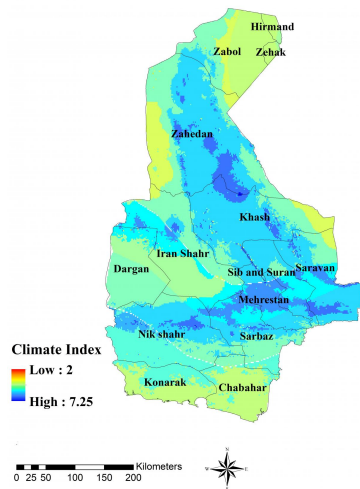 Hirmand
Zabol
Zehak
Zahedan
Khash
Iran Shahr
Dargan
Sib and Suran
Saravan
Mehrestan
Nik shahr
Sarbaz
Climate Index
Low : 2
High : 7.25
Konarak
Chabahar
N
W E
S
Kilometers
0 25 50 100 150 200